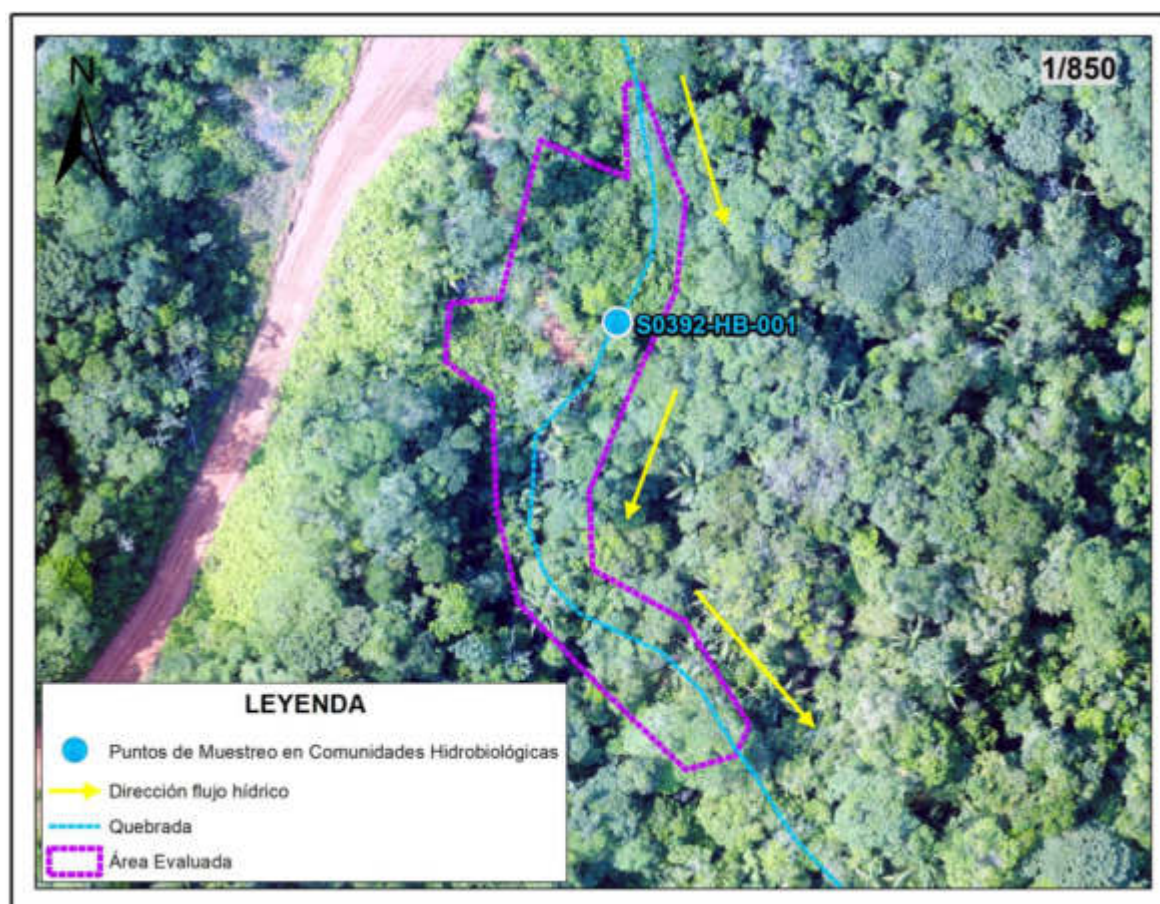 N
1/850
S0392-HB-001
LEYENDA
Puntos de Muestreo en Comunidades Hidrobiológicas
Dirección flujo hídrico
Quebrada
Área Evaluada